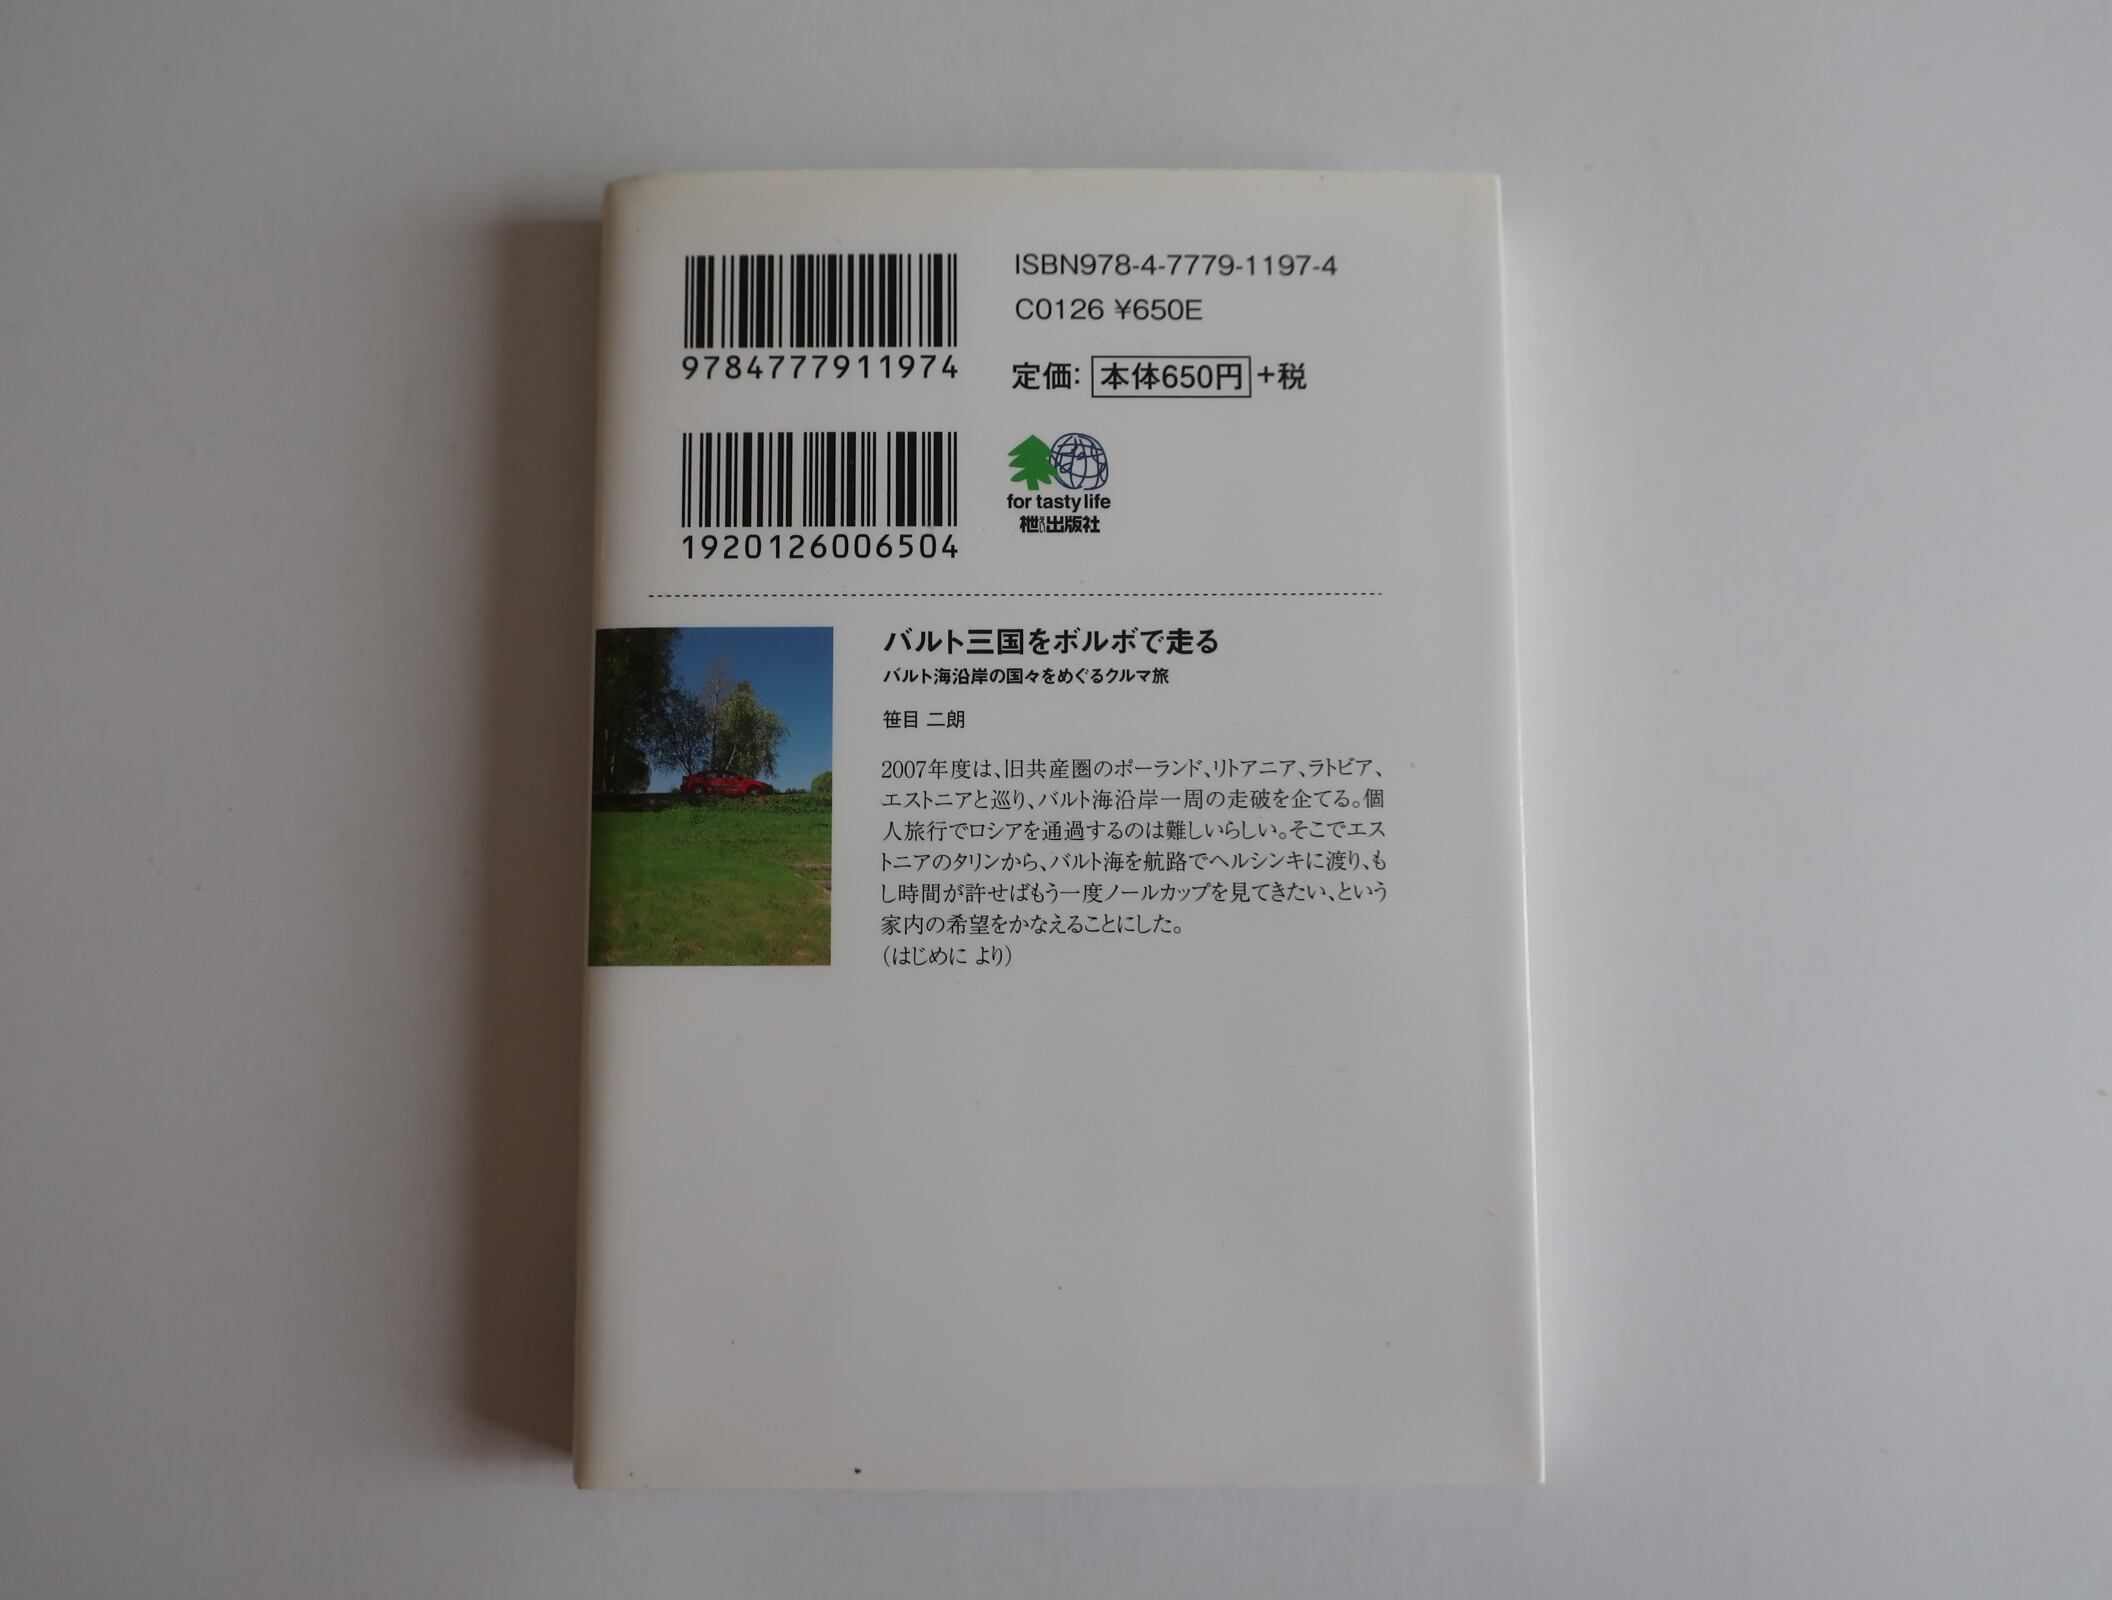 9784777911974
ISBN978-4-7779-1197-4
C0126 ¥650E
定価: 本体650円 +税
1920126006504
for tasty life
枻出版社
バルト三国をボルボで走る
バルト海沿岸の国々をめぐるクルマ旅
笹目 二朗
2007年度は、旧共産圏のポーランド、リトアニア、ラトビア、
エストニアと巡り、バルト海沿岸一周の走破を企てる。個
人旅行でロシアを通過するのは難しいらしい。そこでエス
トニアのタリンから、バルト海を航路でヘルシンキに渡り、も
し時間が許せばもう一度ノールカップを見てきたい、という
家内の希望をかなえることにした。
（はじめに より）